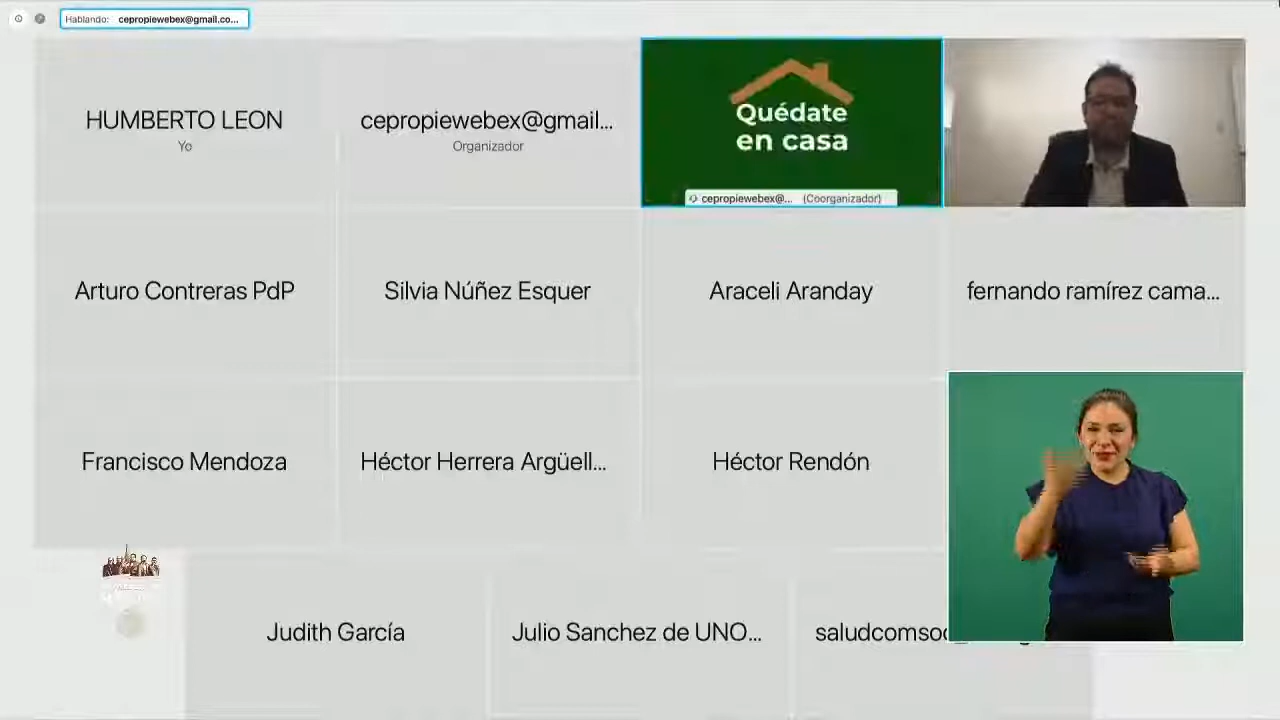 Hablando: cepropiewebex@gmail.co...
HUMBERTO LEON
Yo
cepropiewebex@gmail...
Organizador
Quédate
en casa
cepropiewebex@... (Coorganizador)
Arturo Contreras PdP
Silvia Núñez Esquer
Araceli Aranday
fernando ramírez cama...
Francisco Mendoza
Héctor Herrera Argüell...
Héctor Rendón
Judith García
Julio Sanchez de UNO...